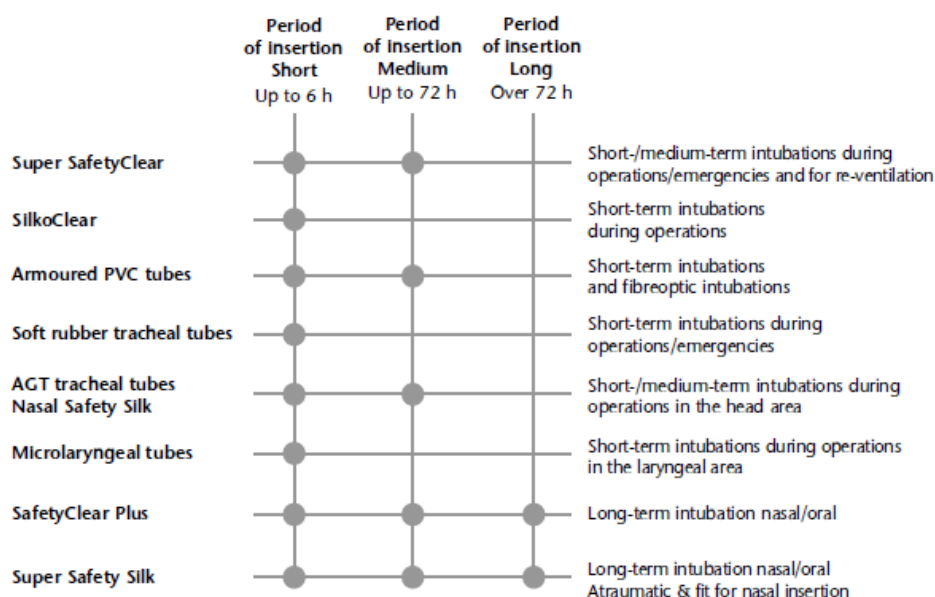 Period
of insertion
Short
Up to 6 h
Period
of insertion
Medium
Up to 72 h
Period
of insertion
Long
Over 72 h
Super SafetyClear
Short-/medium-term intubations during
operations/emergencies and for re-ventilation
SilkoClear
Short-term intubations
during operations
Armoured PVC tubes
Short-term intubations
and fibreoptic intubations
Soft rubber tracheal tubes
Short-term intubations during
operations/emergencies
AGT tracheal tubes
Nasal Safety Silk
Short-/medium-term intubations during
operations in the head area
Microlaryngeal tubes
Short-term intubations during operations
in the laryngeal area
SafetyClear Plus
Long-term intubation nasal/oral
Super Safety Silk
Long-term intubation nasal/oral
Atraumatic & fit for nasal insertion